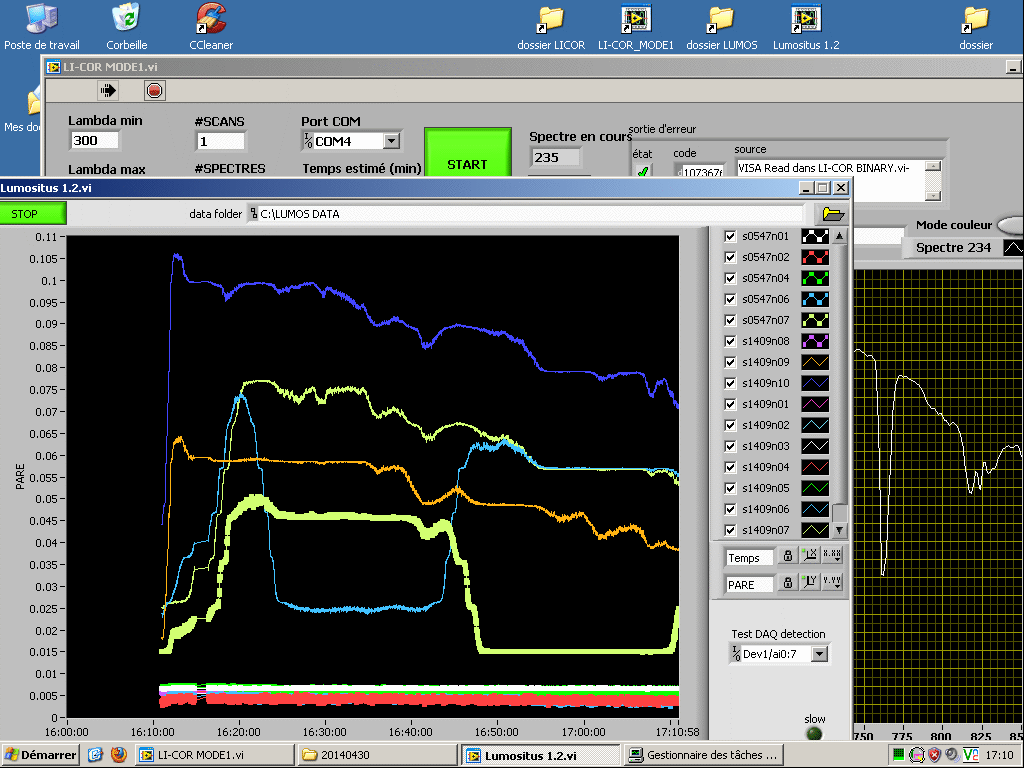 Poste de travail
Corbeille
CCleaner
dossier LICOR
LI-COR_MODE1
dossier LUMOS
Lumositus 1.2
dossier
LI-COR MODE1.vi
Lambda min
#SCANS
Port COM
300
1
COM4
START
Spectre en cours
235
sortie d'erreur
état
code
source
VISA Read dans LI-COR BINARY.vi-
Lambda max
#SPECTRES
Temps estimé (min)
Lumositus 1.2.vi
STOP
data folder
C:\LUMOS DATA
Mode couleur
Spectre 234
PARE
0.11
0.105
0.1
0.095
0.09
0.085
0.08
0.075
0.07
0.065
0.06
0.055
0.05
0.045
0.04
0.035
0.03
0.025
0.02
0.015
0.01
0.005
0
16:00:00
16:10:00
16:20:00
16:30:00
16:40:00
16:50:00
17:00:00
17:10:58
s0547n01
s0547n02
s0547n04
s0547n06
s0547n07
s1409n08
s1409n09
s1409n10
s1409n01
s1409n02
s1409n03
s1409n04
s1409n05
s1409n06
s1409n07
Temps
PARE
Test DAQ detection
Dev1/ai0:7
slow
750
775
800
825
Démarrer
LI-COR MODE1.vi
20140430
Lumositus 1.2.vi
Gestionnaire des tâches ...
17:10